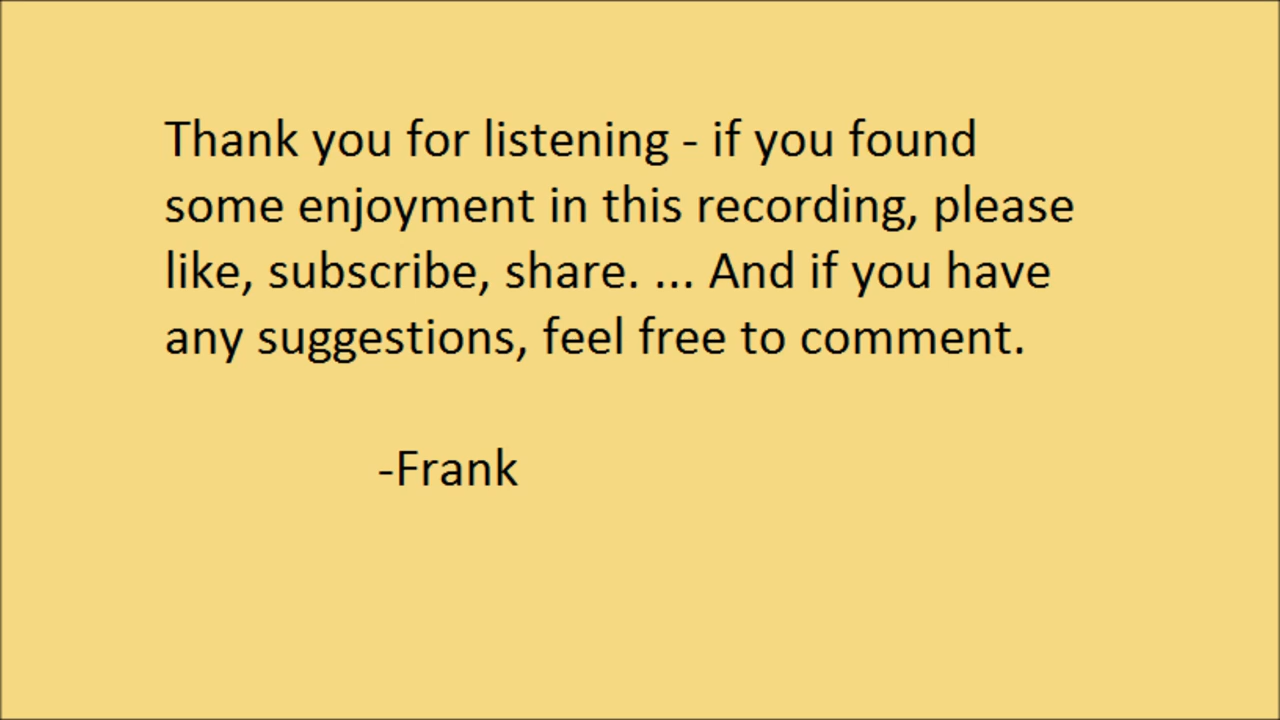 Thank you for listening - if you found
some enjoyment in this recording, please
like, subscribe, share. ... And if you have
any suggestions, feel free to comment.
-Frank